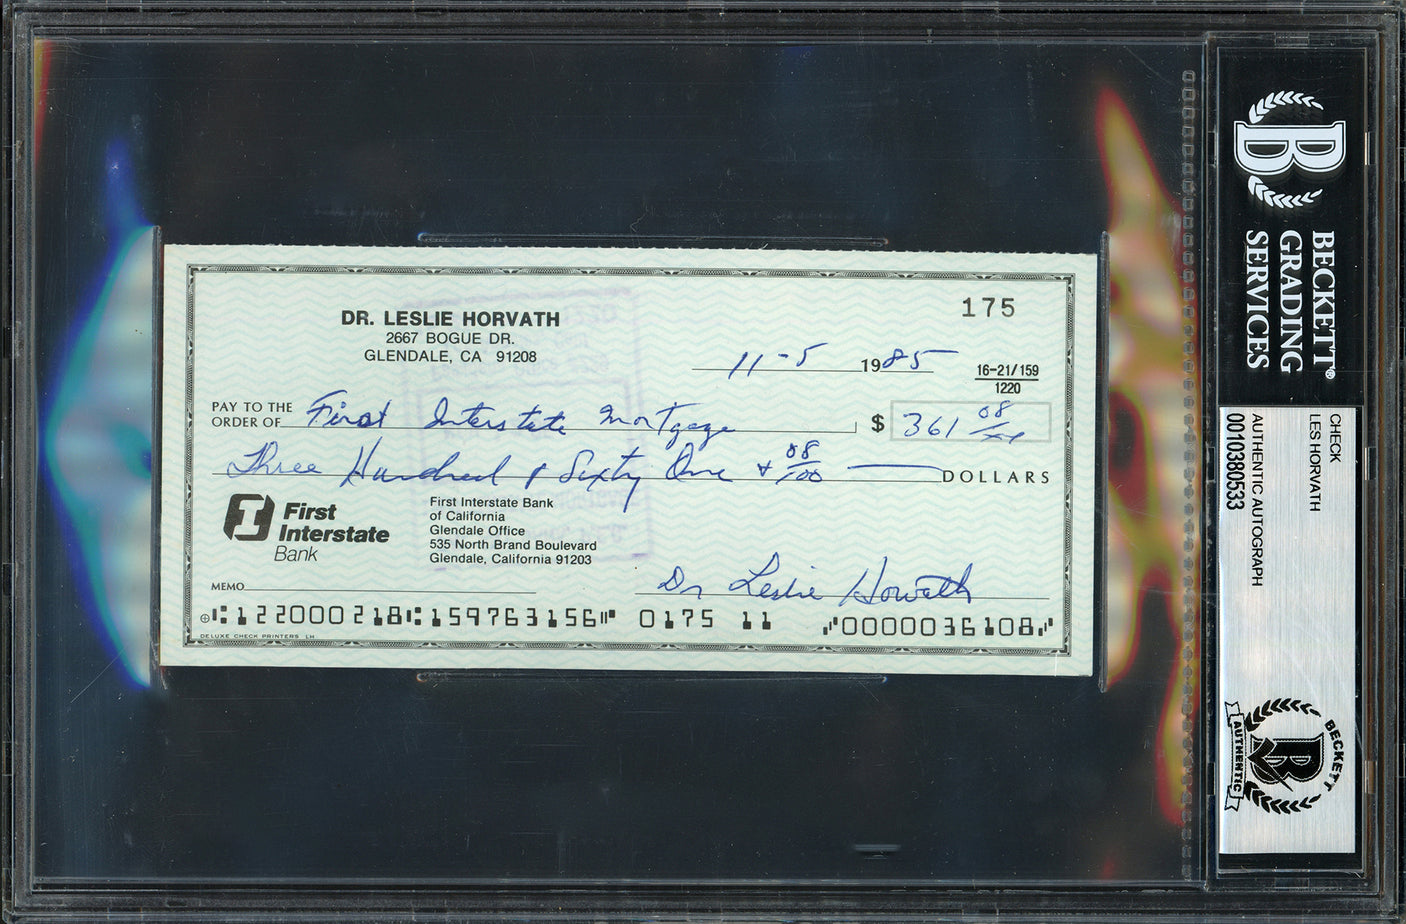 DR. LESLIE HORVATH
2667 BOGUE DR.
GLENDALE, CA 91208
175
11-5 1985
16-21/159
1220
PAY TO THE
ORDER OF First Interstate Mortgage $ 361 08/xx
Three Hundred & Sixty One & 08/100 DOLLARS
First
Interstate
Bank
First Interstate Bank
of California
Glendale Office
535 North Brand Boulevard
Glendale, California 91203
MEMO
Dr Leslie Horvath
⑆122000218⑆159763156⑈ 0175 11 ⑇0000036108⑇
DELUXE CHECK PRINTERS LH
B
BECKETT®
GRADING
SERVICES
CHECK
LES HORVATH
AUTHENTIC AUTOGRAPH
0010380533
BECKETT
B
AUTHENTIC